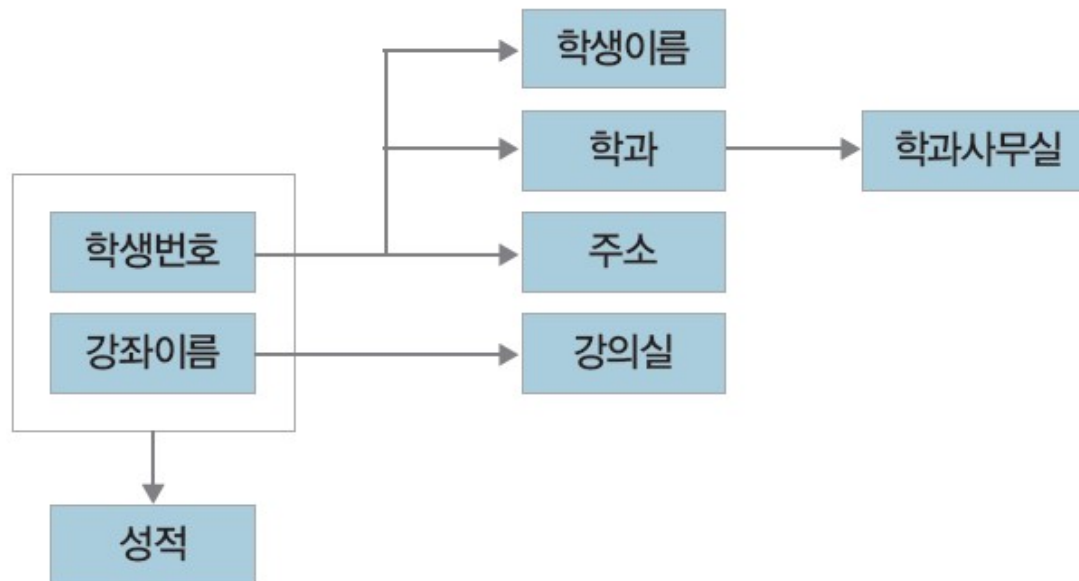 학생이름
학과
학과사무실
학생번호
주소
강좌이름
강의실
성적